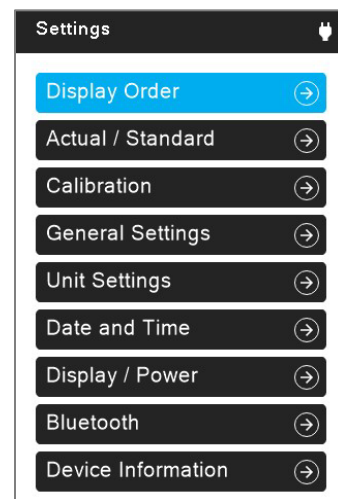 Settings
Display Order
Actual / Standard
Calibration
General Settings
Unit Settings
Date and Time
Display / Power
Bluetooth
Device Information